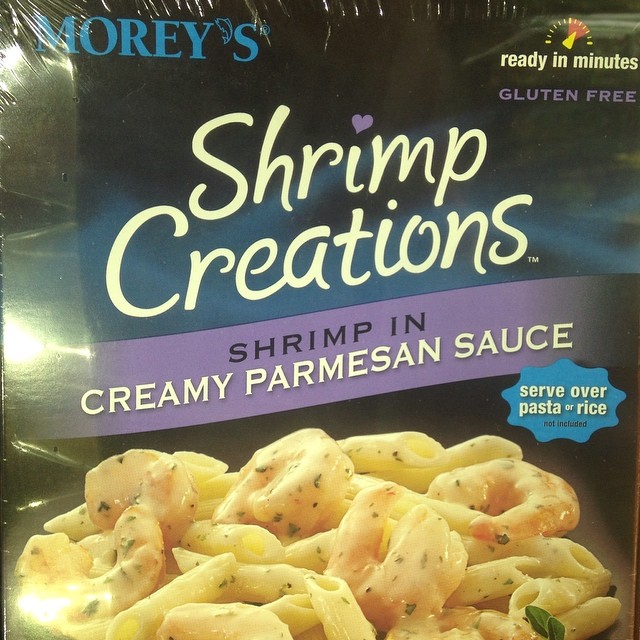 MOREY'S®
ready in minutes
GLUTEN FREE
Shrimp
Creations™
SHRIMP IN
CREAMY PARMESAN SAUCE
serve over
pasta or rice
not included